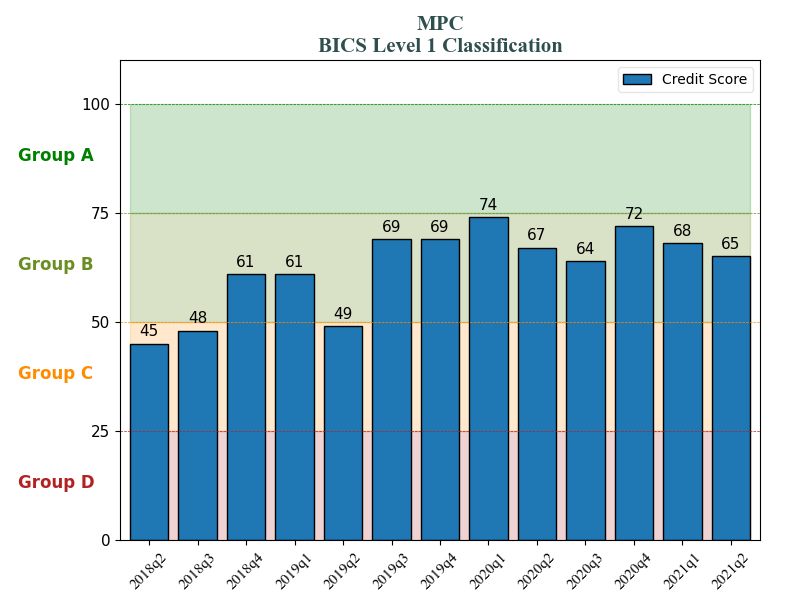 MPC
BICS Level 1 Classification
Credit Score
100
Group A
75
Group B
50
Group C
25
Group D
0
45
48
61
61
49
69
69
74
67
64
72
68
65
2018q2
2018q3
2018q4
2019q1
2019q2
2019q3
2019q4
2020q1
2020q2
2020q3
2020q4
2021q1
2021q2